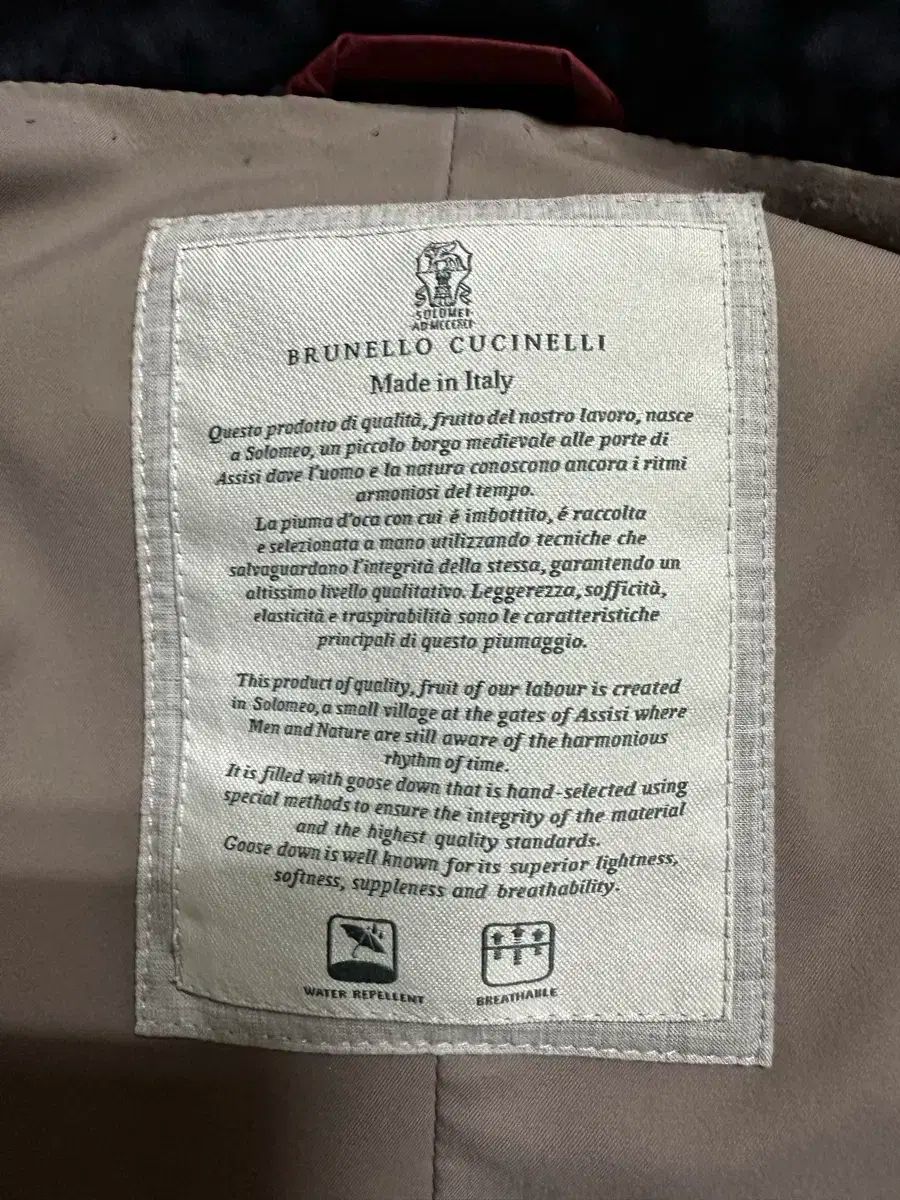 SOLOMEI
AD MCCCXCI
BRUNELLO CUCINELLI
Made in Italy
Questo prodotto di qualità, frutto del nostro lavoro, nasce
a Solomeo, un piccolo borgo medievale alle porte di
Assisi dove l'uomo e la natura conoscono ancora i ritmi
armoniosi del tempo.
La piuma d'oca con cui é imbottito, é raccolta
e selezionata a mano utilizzando tecniche che
salvaguardano l'integrità della stessa, garantendo un
altissimo livello qualitativo. Leggerezza, sofficità,
elasticità e traspirabilità sono le caratteristiche
principali di questo piumaggio.
This product of quality, fruit of our labour is created
in Solomeo, a small village at the gates of Assisi where
Men and Nature are still aware of the harmonious
rhythm of time.
It is filled with goose down that is hand-selected using
special methods to ensure the integrity of the material
and the highest quality standards.
Goose down is well known for its superior lightness,
softness, suppleness and breathability.
WATER REPELLENT
BREATHABLE